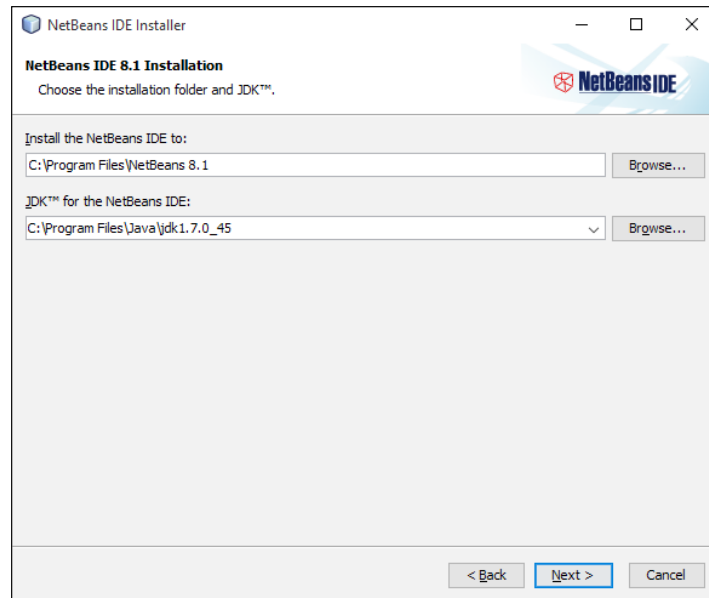 NetBeans IDE Installer
NetBeans IDE 8.1 Installation
Choose the installation folder and JDK™.
NetBeans IDE
Install the NetBeans IDE to:
C:\Program Files\NetBeans 8.1
Browse...
JDK™ for the NetBeans IDE:
C:\Program Files\Java\jdk1.7.0_45
Browse...
< Back
Next >
Cancel